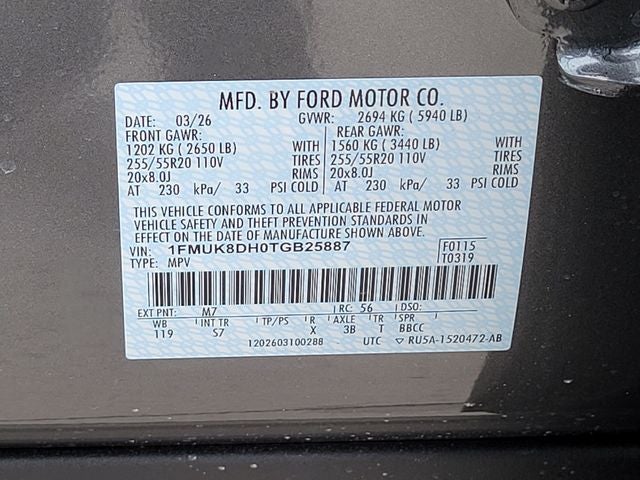 MFD. BY FORD MOTOR CO.
DATE: 03/26 GVWR: 2694 KG ( 5940 LB)
FRONT GAWR: REAR GAWR:
1202 KG ( 2650 LB) WITH 1560 KG ( 3440 LB) WITH
255/55R20 110V TIRES 255/55R20 110V TIRES
20x8.0J RIMS 20x8.0J RIMS
AT 230 kPa/ 33 PSI COLD AT 230 kPa/ 33 PSI COLD
THIS VEHICLE CONFORMS TO ALL APPLICABLE FEDERAL MOTOR
VEHICLE SAFETY AND THEFT PREVENTION STANDARDS IN
EFFECT ON THE DATE OF MANUFACTURE SHOWN ABOVE.
VIN: 1FMUK8DH0TGB25887 F0115
TYPE: MPV T0319
EXT PNT: M7 RC: 56 DSO:
WB INT TR TP/PS R AXLE TR SPR
119 S7 X 3B T BBCC
1202603100288 UTC ▽ RU5A-1520472-AB